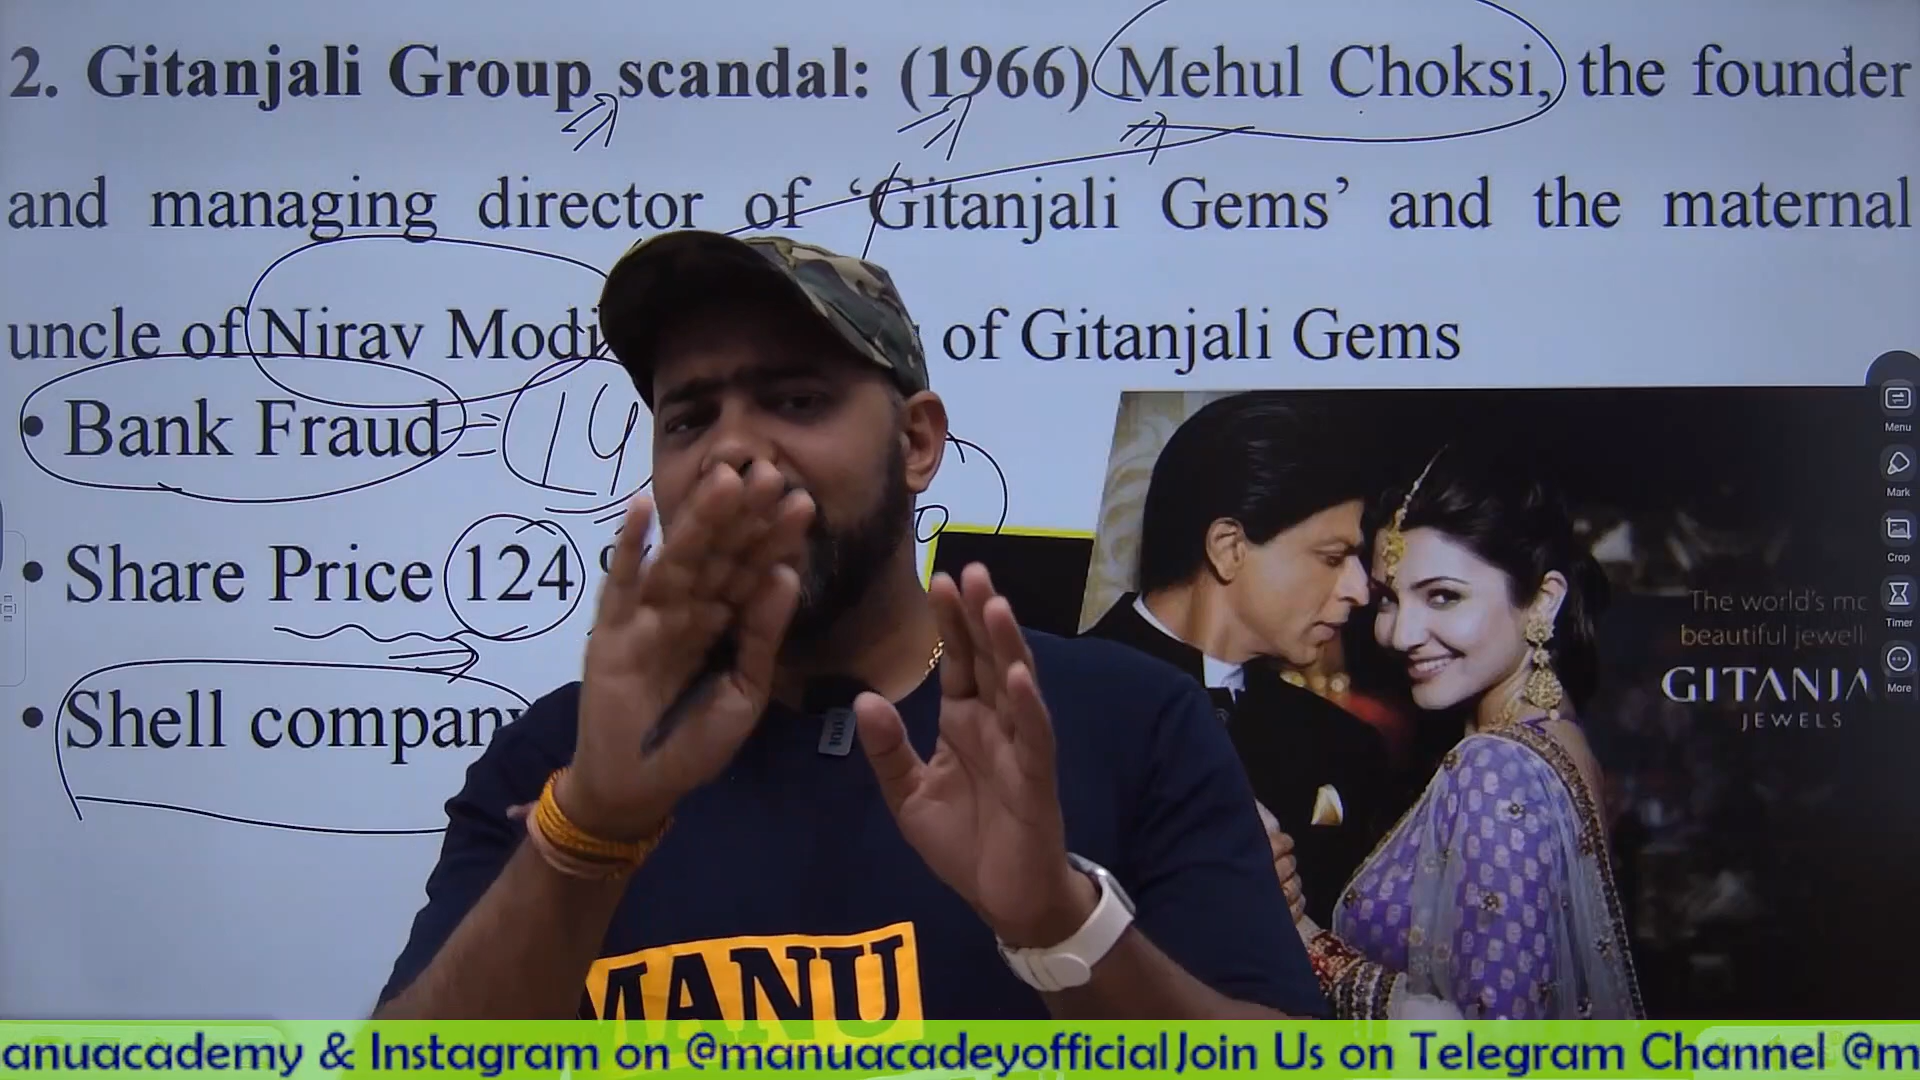 2. Gitanjali Group scandal: (1966) Mehul Choksi, the founder
and managing director of ‘Gitanjali Gems’ and the maternal
uncle of Nirav Modi of Gitanjali Gems
• Bank Fraud = 14
• Share Price 124
• Shell company
The world's mo
beautiful jewell
GITANJA
JEWELS
Menu
Mark
Crop
Timer
More
MANU
anuacademy & Instagram on @manuacadeyofficialJoin Us on Telegram Channel @m